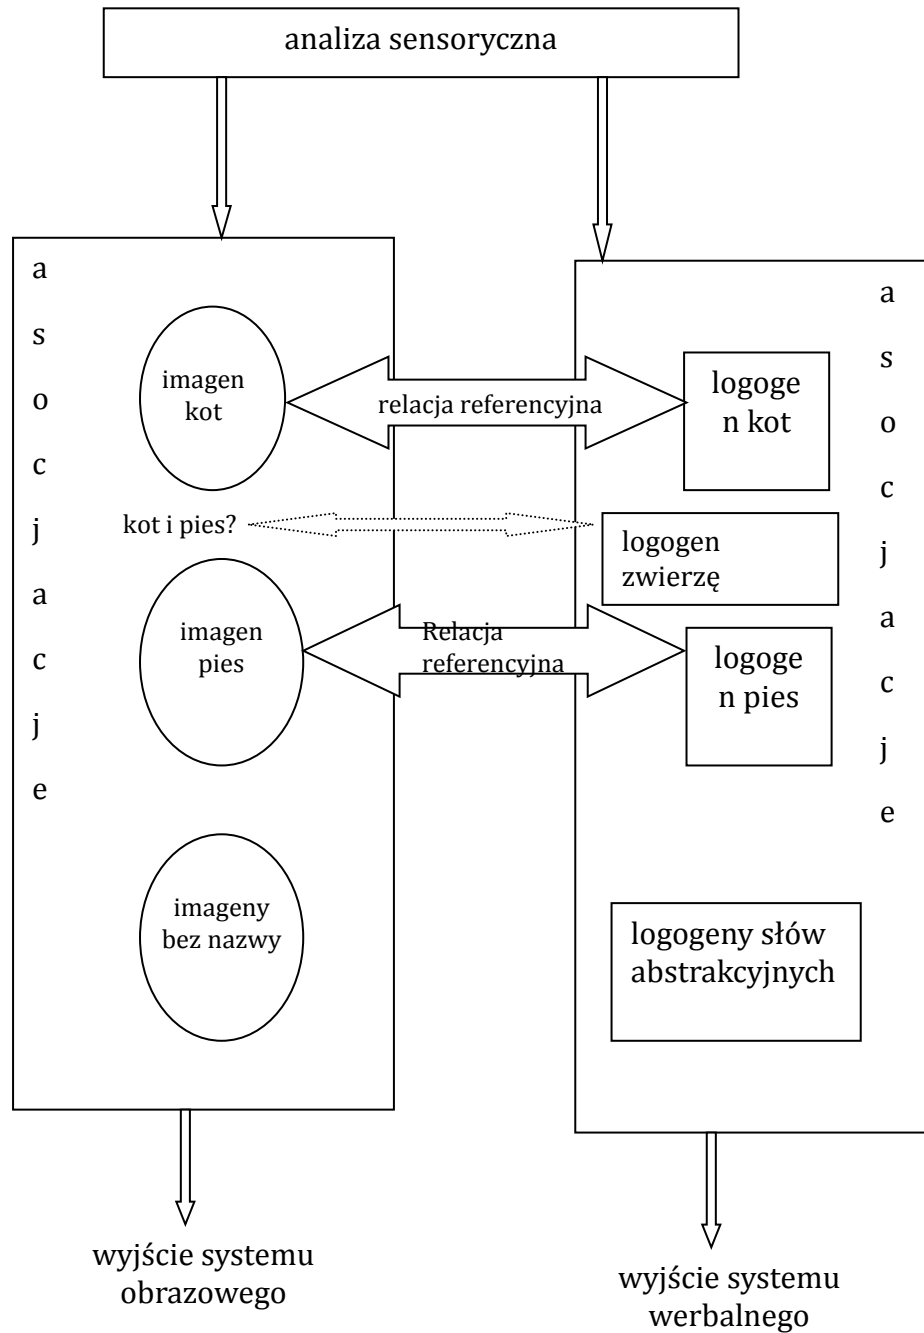 analiza sensoryczna
a
s
o
c
j
a
c
j
e
imagen
kot
relacja referencyjna
logoge
n kot
kot i pies?
logogen
zwierzę
imagen
pies
Relacja
referencyjna
logoge
n pies
imageny
bez nazwy
logogeny słów
abstrakcyjnych
a
s
o
c
j
a
c
j
e
wyjście systemu
obrazowego
wyjście systemu
werbalnego